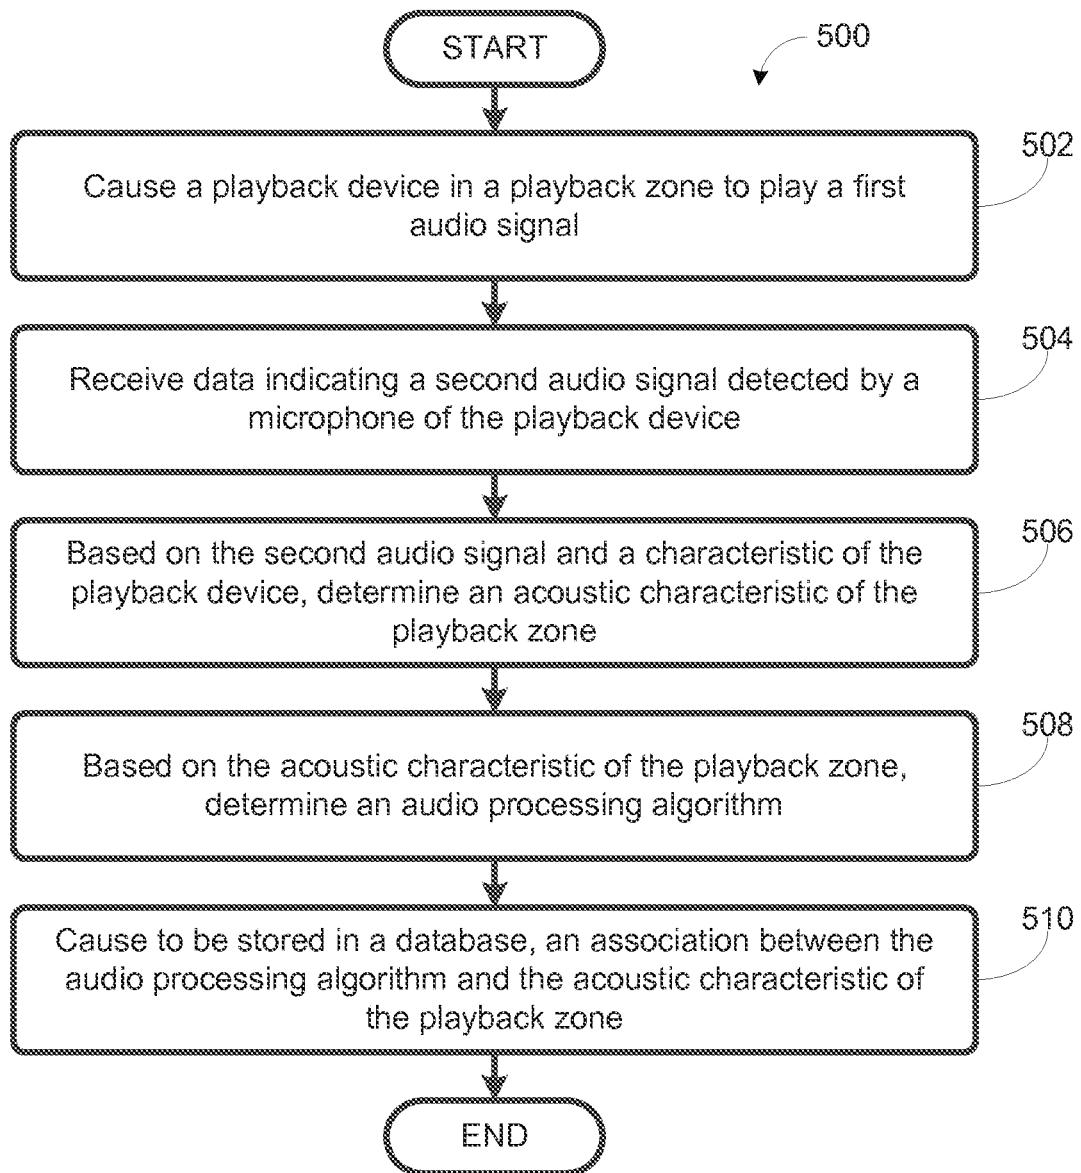 START
500
502
Cause a playback device in a playback zone to play a first
audio signal
504
Receive data indicating a second audio signal detected by a
microphone of the playback device
506
Based on the second audio signal and a characteristic of the
playback device, determine an acoustic characteristic of the
playback zone
508
Based on the acoustic characteristic of the playback zone,
determine an audio processing algorithm
510
Cause to be stored in a database, an association between the
audio processing algorithm and the acoustic characteristic of
the playback zone
END